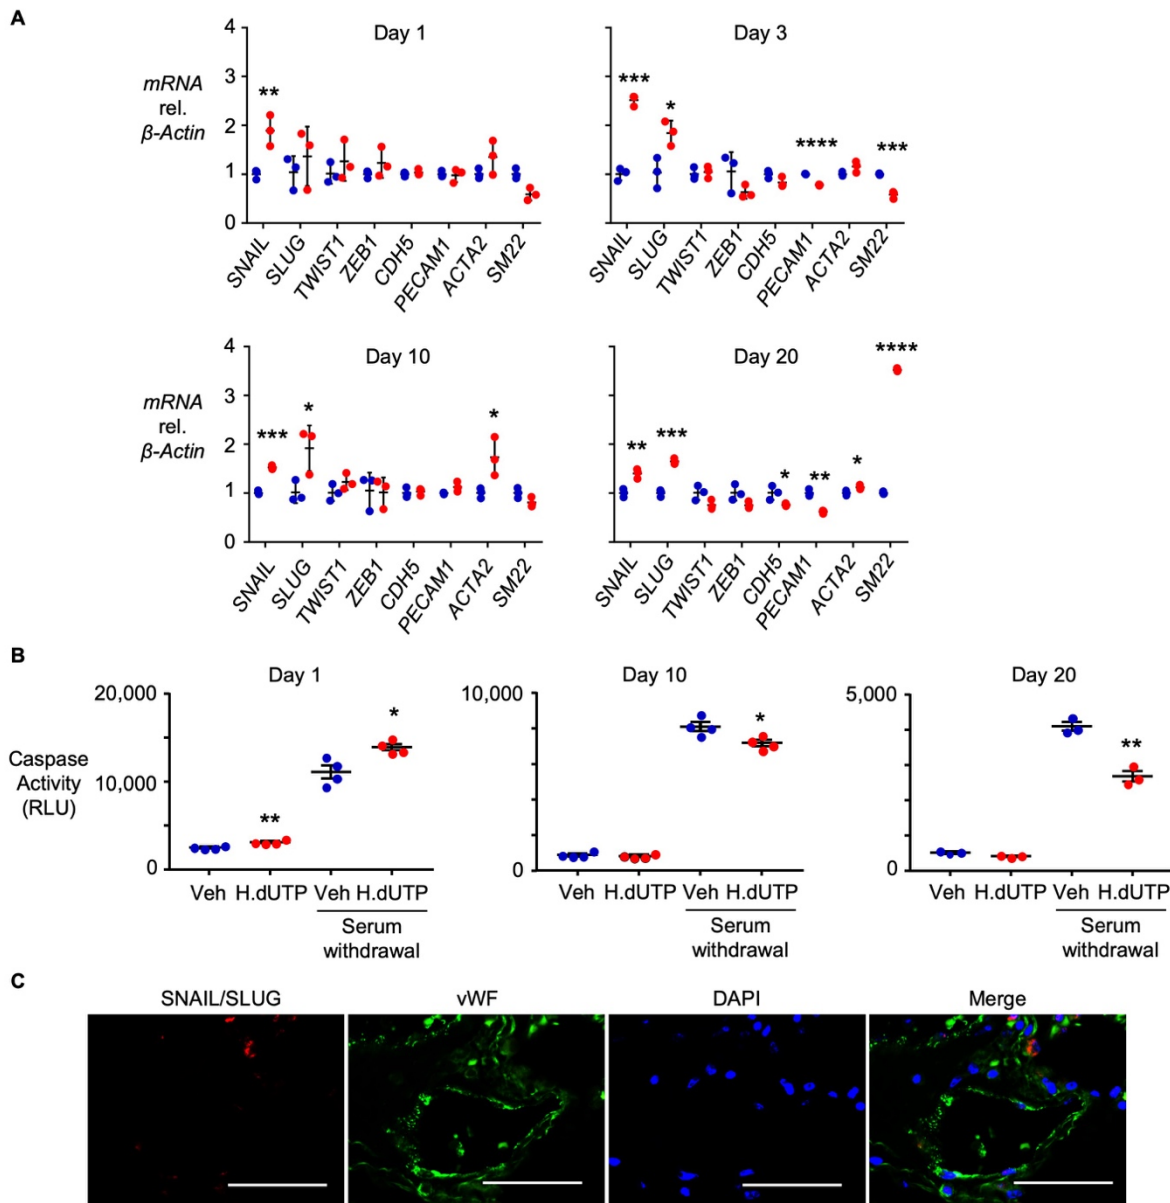 A
Day 1
Day 3
mRNA
rel.
β-Actin
4
3
2
1
0
**
***
*
****
***
SNAIL
SLUG
TWIST1
ZEB1
CDH5
PECAM1
ACTA2
SM22
SNAIL
SLUG
TWIST1
ZEB1
CDH5
PECAM1
ACTA2
SM22
4
3
2
1
0
Day 10
Day 20
mRNA
rel.
β-Actin
***
*
*
**
***
*
**
*
****
SNAIL
SLUG
TWIST1
ZEB1
CDH5
PECAM1
ACTA2
SM22
SNAIL
SLUG
TWIST1
ZEB1
CDH5
PECAM1
ACTA2
SM22
B
Day 1
Day 10
Day 20
Caspase
Activity
(RLU)
20,000
10,000
0
**
*
Veh H.dUTP Veh H.dUTP
Serum
withdrawal
10,000
0
*
Veh H.dUTP Veh H.dUTP
Serum
withdrawal
5,000
0
**
Veh H.dUTP Veh H.dUTP
Serum
withdrawal
C
SNAIL/SLUG vWF DAPI Merge